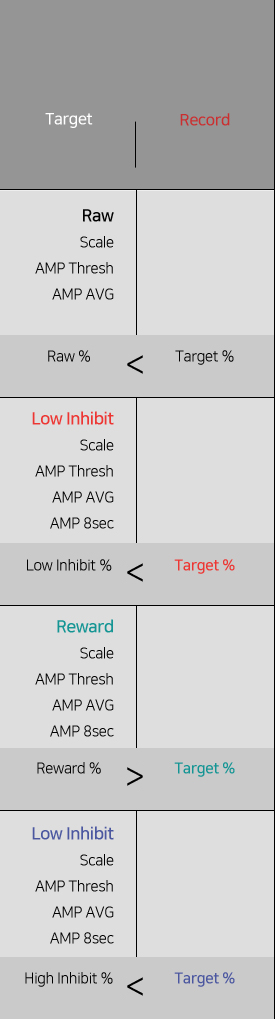 Target Record
Raw
Scale
AMP Thresh
AMP AVG
Raw % < Target %
Low Inhibit
Scale
AMP Thresh
AMP AVG
AMP 8sec
Low Inhibit % < Target %
Reward
Scale
AMP Thresh
AMP AVG
AMP 8sec
Reward % > Target %
Low Inhibit
Scale
AMP Thresh
AMP AVG
AMP 8sec
High Inhibit % < Target %